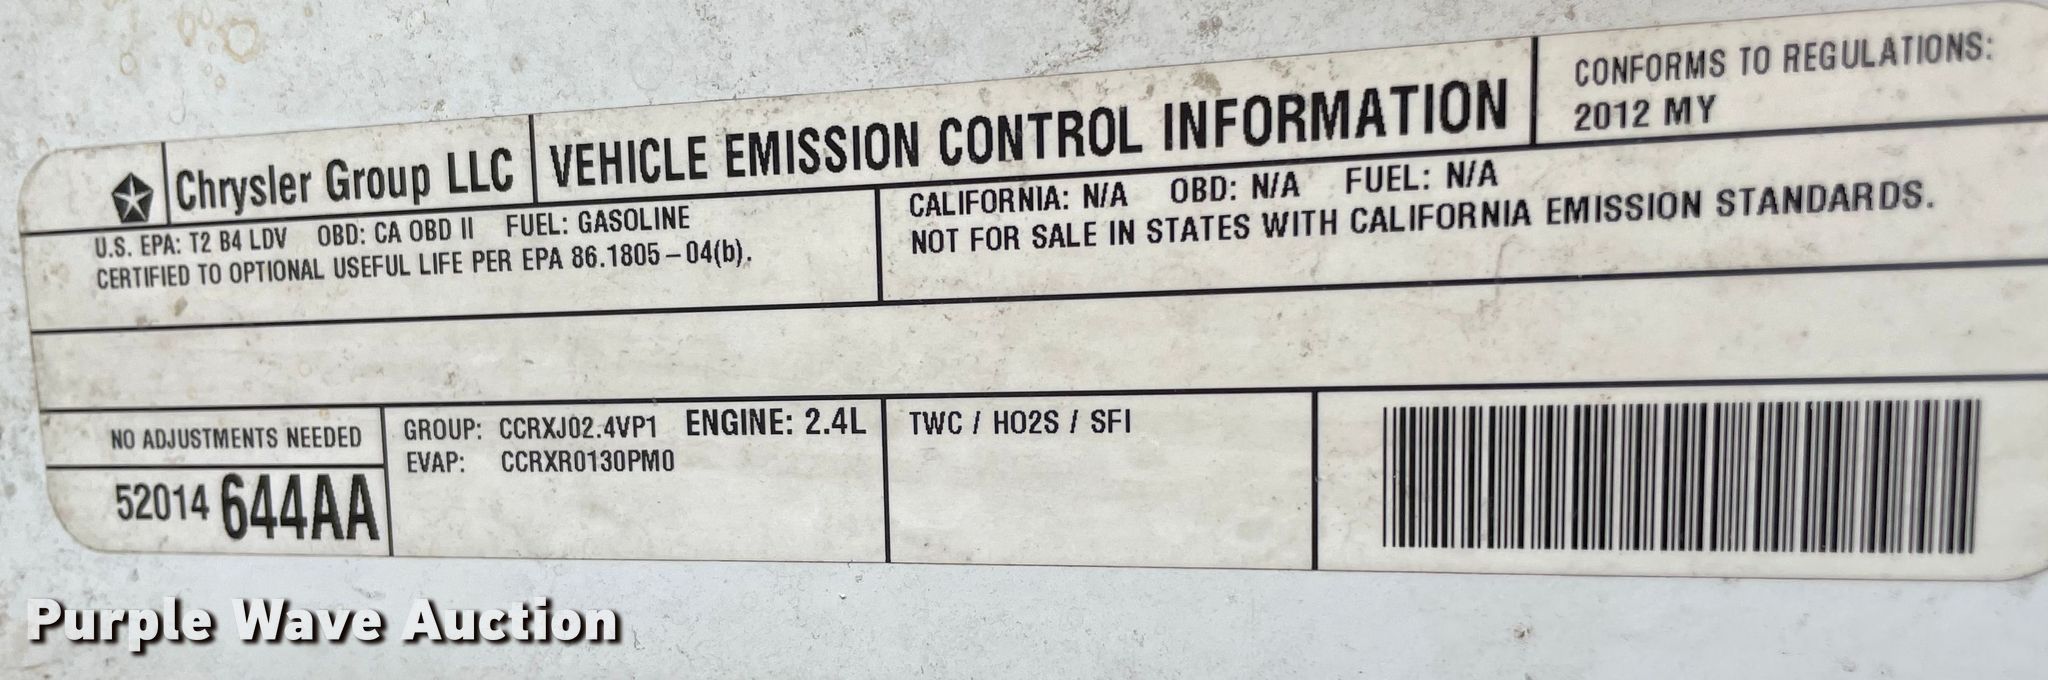 Chrysler Group LLC
VEHICLE EMISSION CONTROL INFORMATION
CONFORMS TO REGULATIONS:
2012 MY
U.S. EPA: T2 B4 LDV OBD: CA OBD II FUEL: GASOLINE
CERTIFIED TO OPTIONAL USEFUL LIFE PER EPA 86.1805-04(b).
CALIFORNIA: N/A OBD: N/A FUEL: N/A
NOT FOR SALE IN STATES WITH CALIFORNIA EMISSION STANDARDS.
NO ADJUSTMENTS NEEDED
52014 644AA
GROUP: CCRXJ02.4VP1 ENGINE: 2.4L
EVAP: CCRXR0130PM0
TWC / HO2S / SFI
Purple Wave Auction